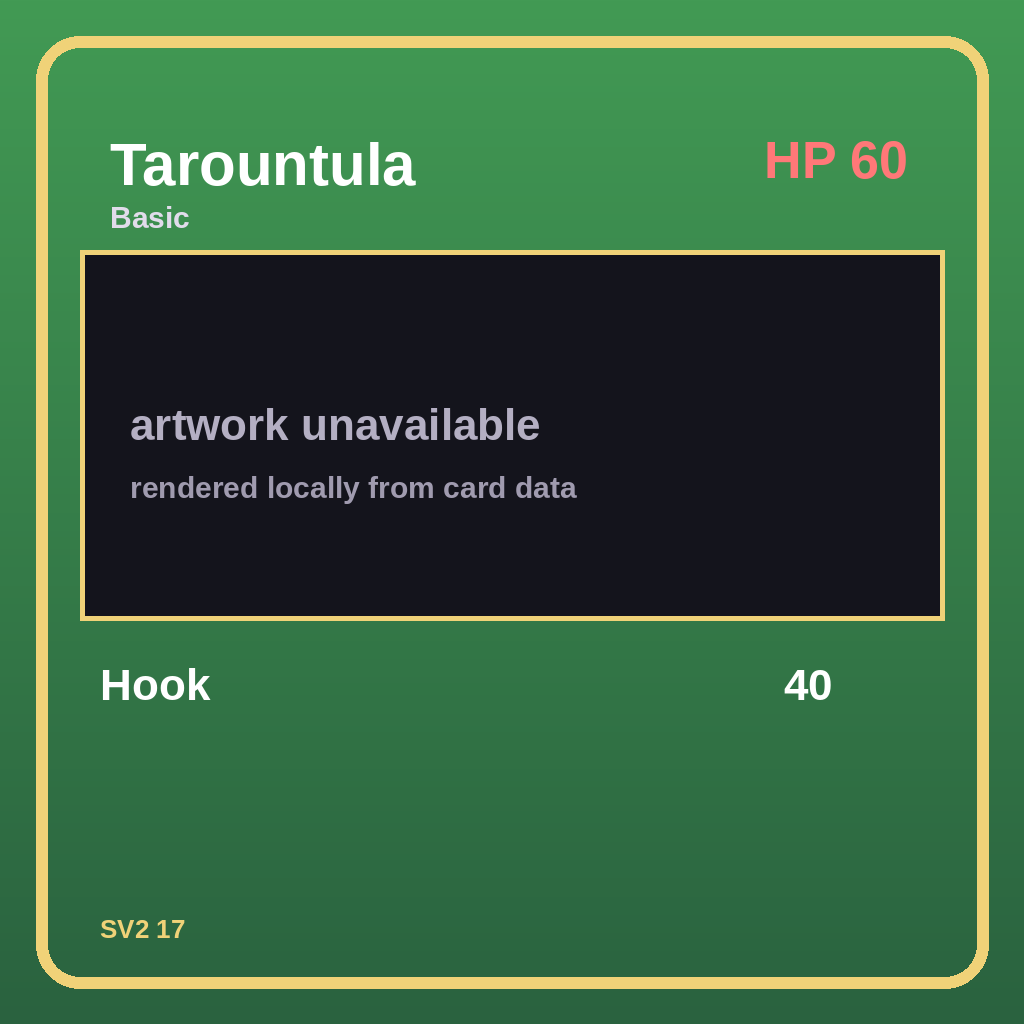 Tarountula
HP 60
Basic
artwork unavailable
rendered locally from card data
Hook 40
SV2 17